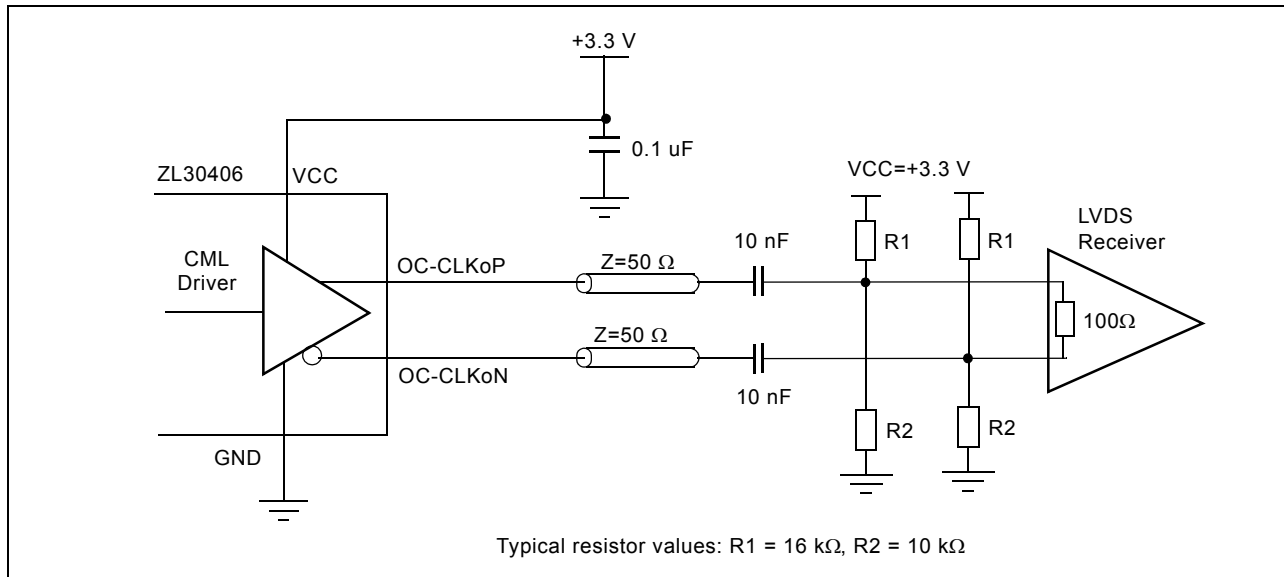 +3.3 V
0.1 uF
ZL30406
VCC
VCC=+3.3 V
LVDS
Receiver
R1
R1
10 nF
CML
Driver
OC-CLKoP
Z=50 Ω
100Ω
Z=50 Ω
OC-CLKoN
10 nF
R2
R2
GND
Typical resistor values: R1 = 16 kΩ, R2 = 10 kΩ